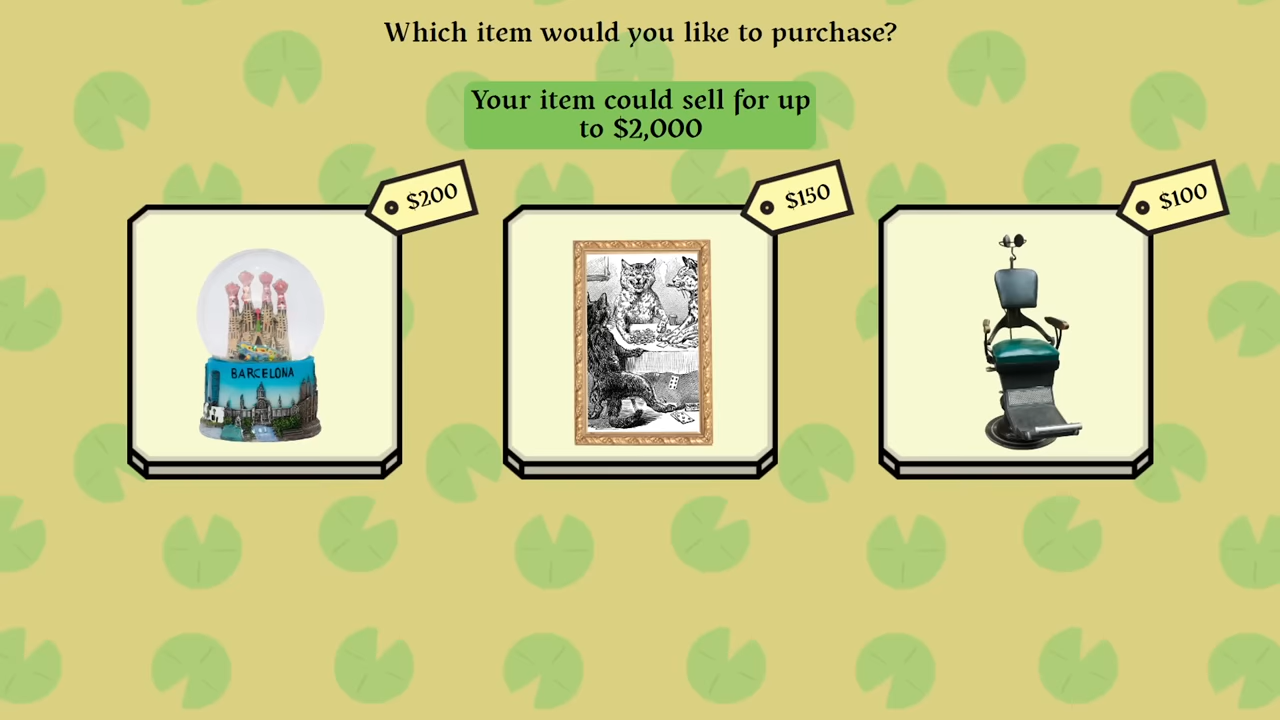 Which item would you like to purchase?
Your item could sell for up
to $2,000
$200
$150
$100
BARCELONA